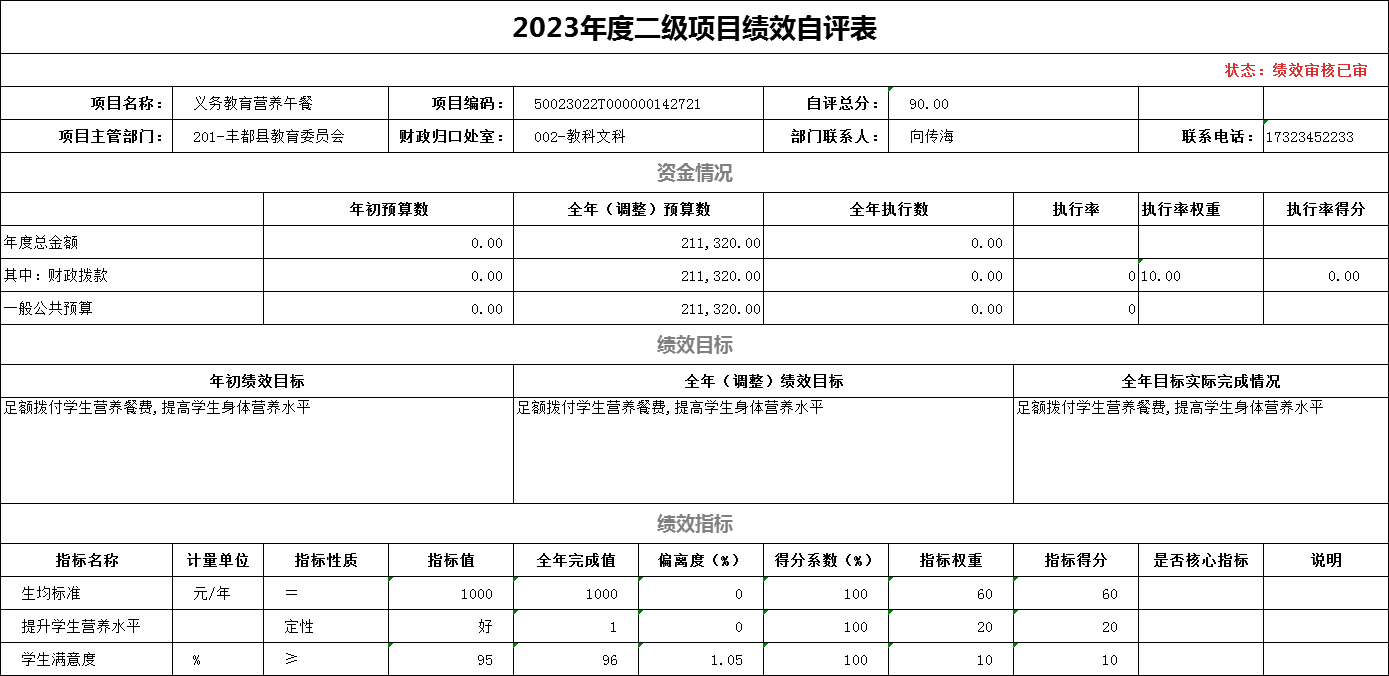 2023年度二级项目绩效自评表
状态：绩效审核已审
项目名称： 义务教育营养午餐 项目编码： 50023022T000000142721 自评总分： 90.00
项目主管部门： 201-丰都县教育委员会 财政归口处室： 002-教科文科 部门联系人： 向传海 联系电话： 17323452233
资金情况
年初预算数 全年（调整）预算数 全年执行数 执行率 执行率权重 执行率得分
年度总金额 0.00 211,320.00 0.00
其中：财政拨款 0.00 211,320.00 0.00 0 10.00 0.00
一般公共预算 0.00 211,320.00 0.00 0
绩效目标
年初绩效目标 全年（调整）绩效目标 全年目标实际完成情况
足额拨付学生营养餐费,提高学生身体营养水平 足额拨付学生营养餐费,提高学生身体营养水平 足额拨付学生营养餐费,提高学生身体营养水平
绩效指标
指标名称 计量单位 指标性质 指标值 全年完成值 偏离度（%） 得分系数（%） 指标权重 指标得分 是否核心指标 说明
生均标准 元/年 ＝ 1000 1000 0 100 60 60
提升学生营养水平 定性 好 1 0 100 20 20
学生满意度 % ≥ 95 96 1.05 100 10 10